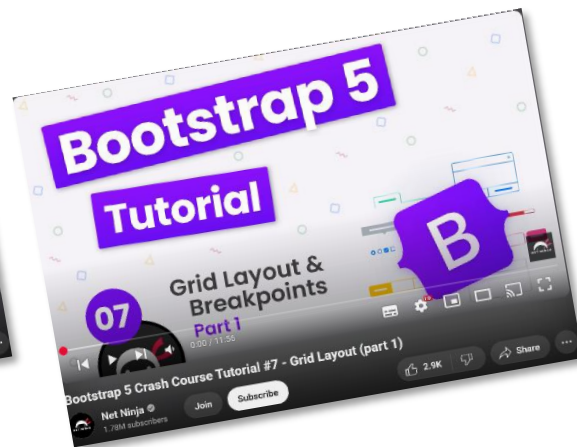 Bootstrap 5
Tutorial
B
07
Grid Layout &
Breakpoints
Part 1
0:00 / 11:56
Bootstrap 5 Crash Course Tutorial #7 - Grid Layout (part 1)
Net Ninja
1.78M subscribers
Join
Subscribe
2.9K
Share